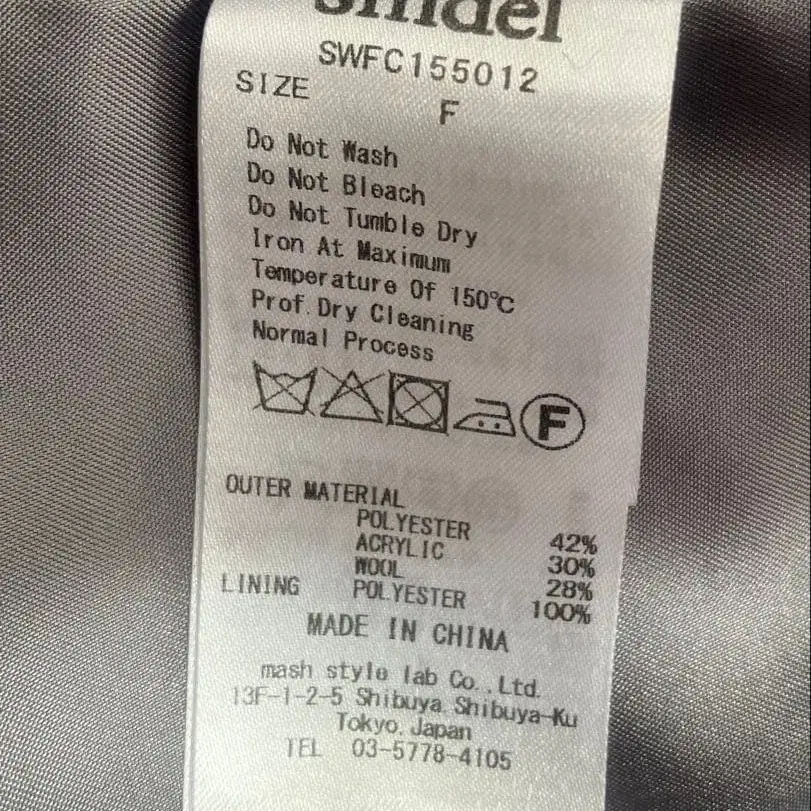 snidel
SWFC155012
SIZE F
Do Not Wash
Do Not Bleach
Do Not Tumble Dry
Iron At Maximum
Temperature Of 150℃
Prof.Dry Cleaning
Normal Process
F
OUTER MATERIAL
POLYESTER 42%
ACRYLIC 30%
WOOL 28%
LINING POLYESTER 100%
MADE IN CHINA
mash style lab Co.,Ltd.
13F-1-2-5 Shibuya.Shibuya-Ku
Tokyo.Japan
TEL 03-5778-4105